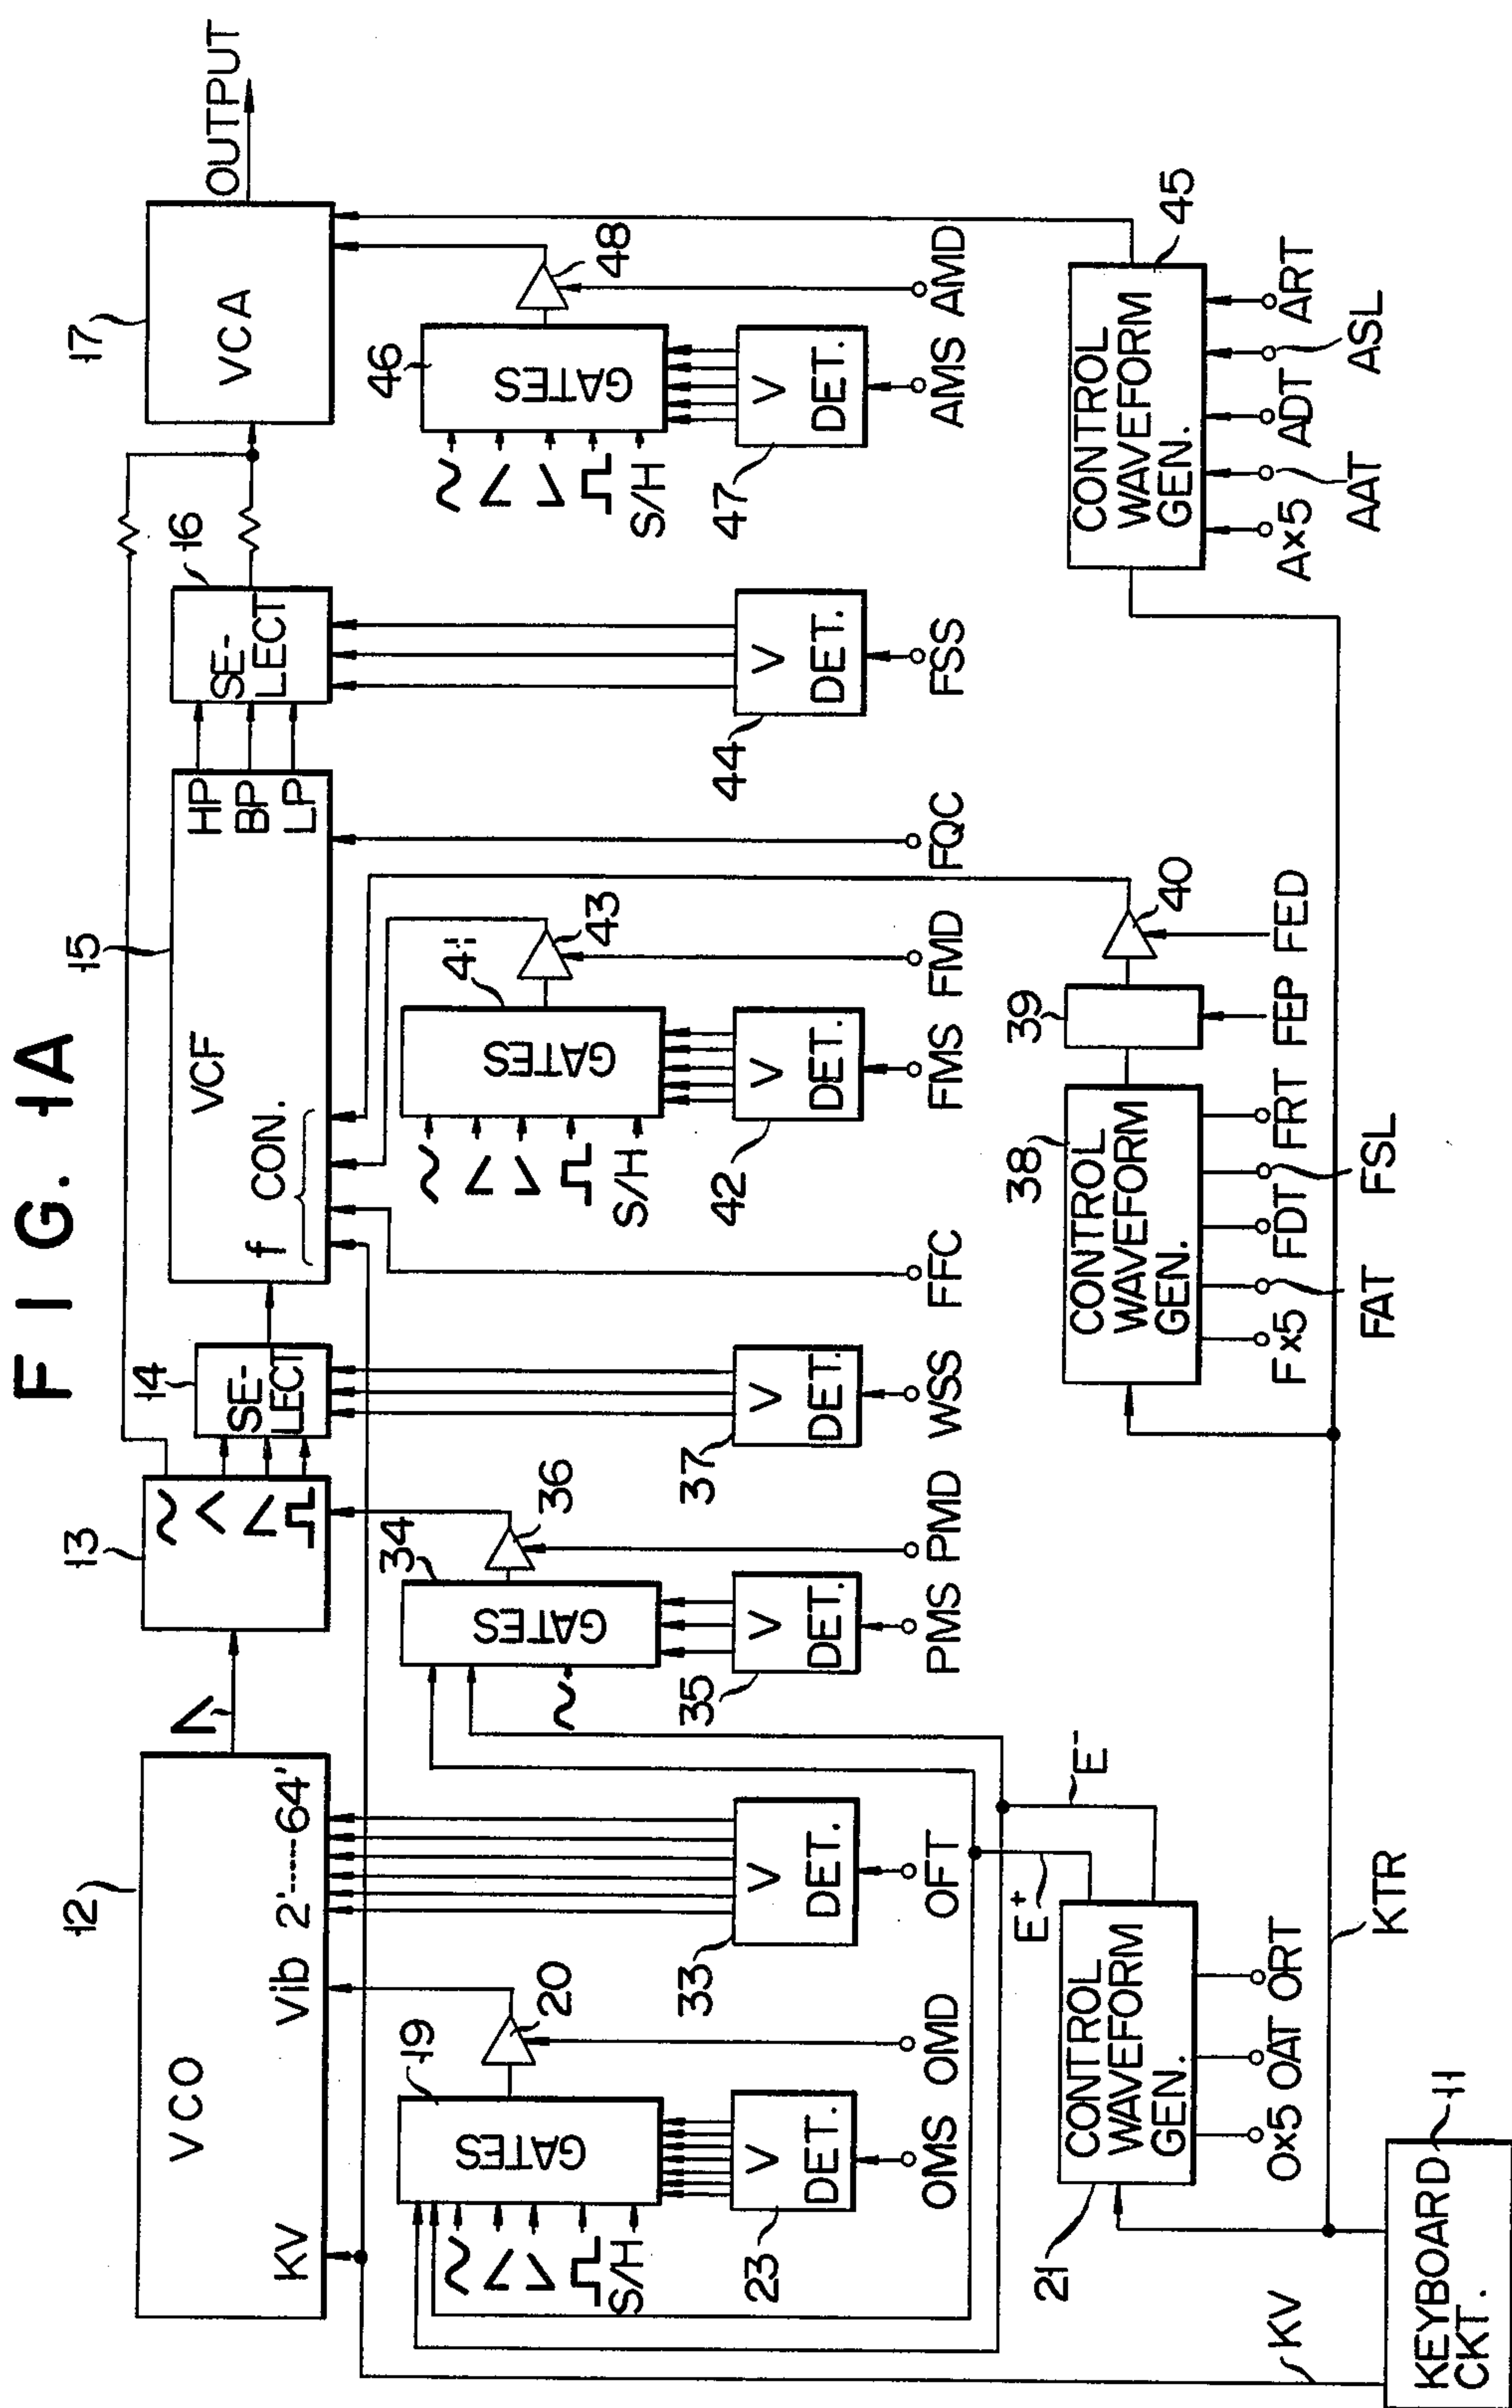 FIG. 1A
12
VCO
KV
Vib
2'-----64'
13
14
SE-
LECT
15
VCF
f CON.
HP
BP
LP
16
SE-
LECT
17
VCA
OUTPUT
19
GATES
S/H
20
23
V
DET.
OMS
OMD
33
V
DET.
OFT
34
GATES
36
35
V
DET.
PMS
PMD
37
V
DET.
WSS
FFC
41
GATES
S/H
43
42
V
DET.
FMS
FMD
FQC
44
V
DET.
FSS
46
GATES
S/H
48
47
V
DET.
AMS
AMD
21
CONTROL
WAVEFORM
GEN.
O×5
OAT
ORT
E+
E-
38
CONTROL
WAVEFORM
GEN.
F×5
FAT
FDT
FSL
FRT
39
FEP
40
FED
45
CONTROL
WAVEFORM
GEN.
A×5
AAT
ADT
ASL
ART
KV
KTR
11
KEYBOARD
CKT.